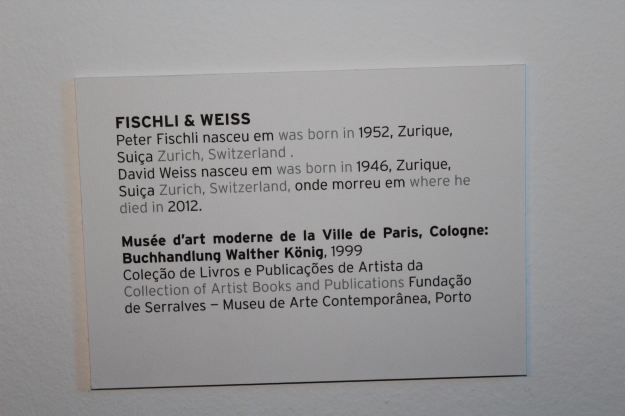 FISCHLI & WEISS
Peter Fischli nasceu em was born in 1952, Zurique,
Suiça Zurich, Switzerland .
David Weiss nasceu em was born in 1946, Zurique,
Suiça Zurich, Switzerland, onde morreu em where he
died in 2012.
Musée d'art moderne de la Ville de Paris, Cologne:
Buchhandlung Walther König, 1999
Coleção de Livros e Publicações de Artista da
Collection of Artist Books and Publications Fundação
de Serralves – Museu de Arte Contemporânea, Porto